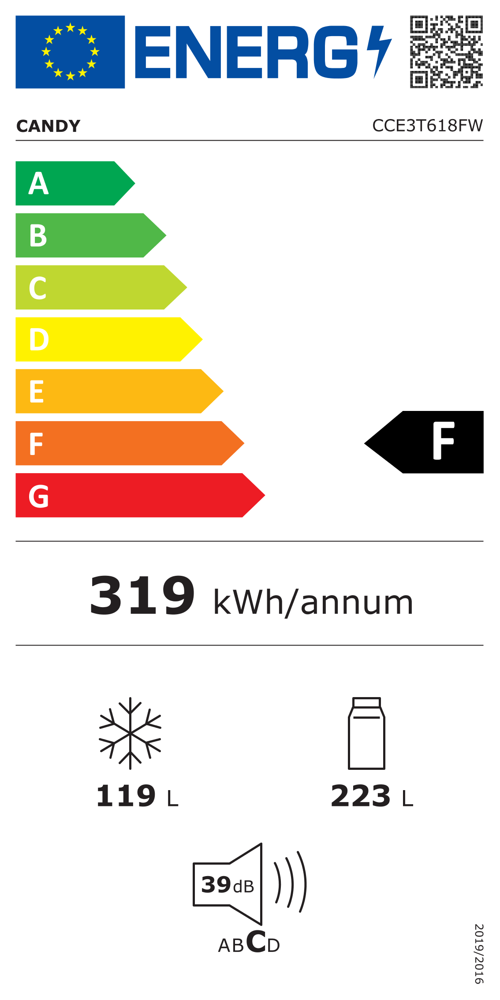 ENERG
CANDY CCE3T618FW
A
B
C
D
E
F
F
G
319 kWh/annum
119 L
223 L
39dB
ABCD
2019/2016